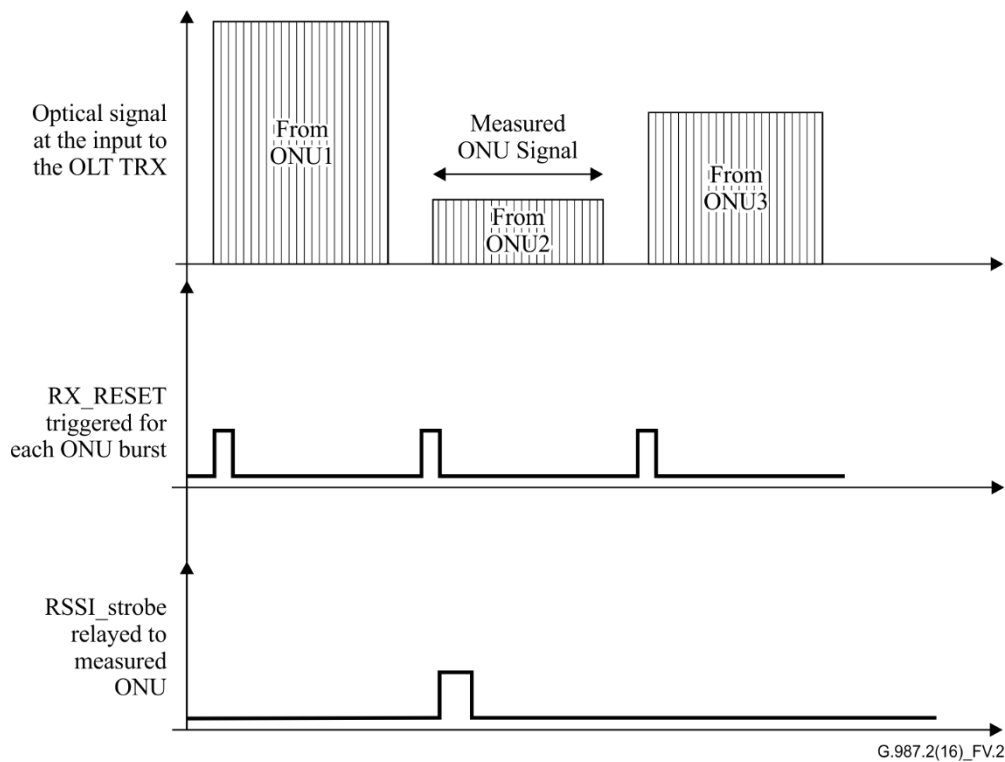 Optical signal
at the input to
the OLT TRX
From
ONU1
Measured
ONU Signal
From
ONU2
From
ONU3
RX_RESET
triggered for
each ONU burst
RSSI_strobe
relayed to
measured
ONU
G.987.2(16)_FV.2